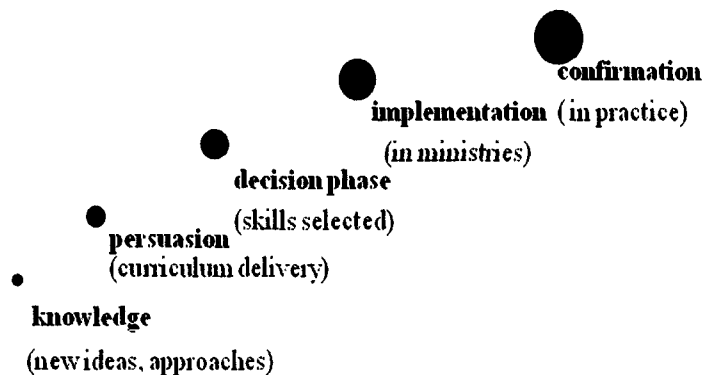 confirmation
(in practice)
implementation
(in ministries)
decision phase
(skills selected)
persuasion
(curriculum delivery)
knowledge
(new ideas, approaches)